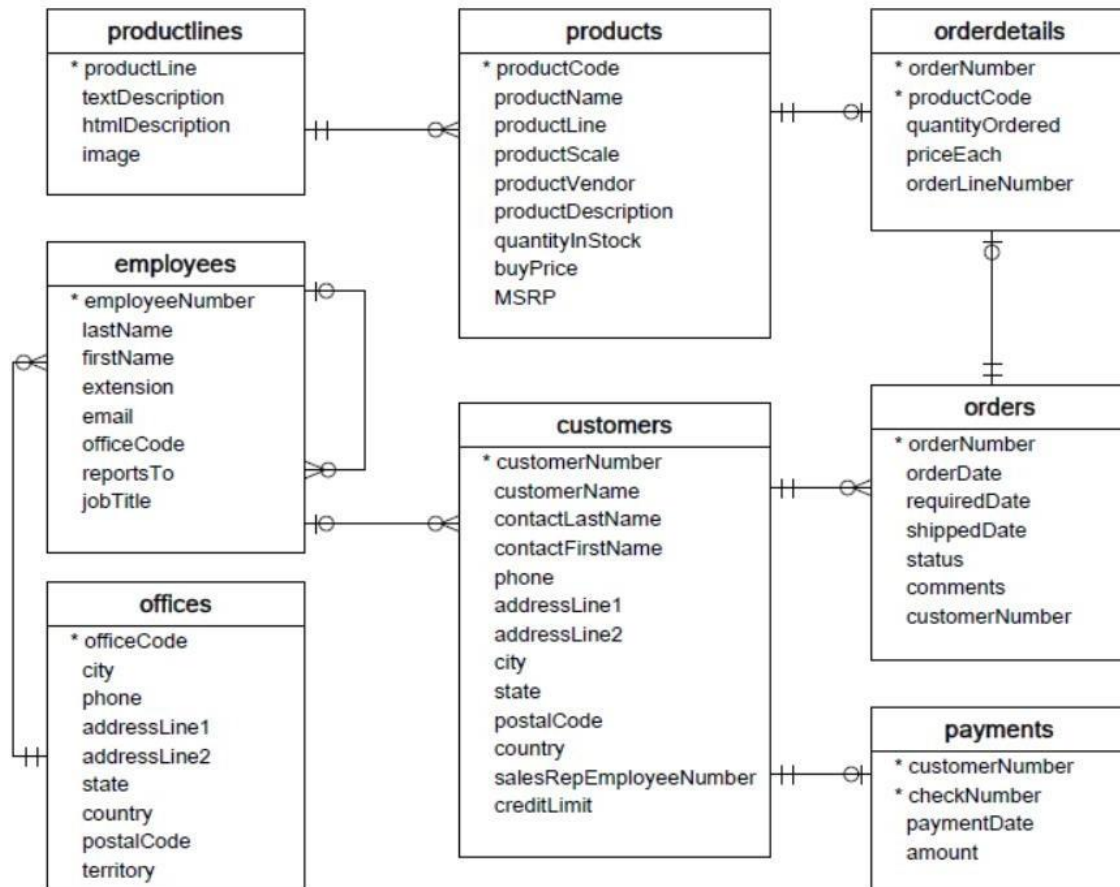 productlines
* productLine
textDescription
htmlDescription
image
products
* productCode
productName
productLine
productScale
productVendor
productDescription
quantityInStock
buyPrice
MSRP
orderdetails
* orderNumber
* productCode
quantityOrdered
priceEach
orderLineNumber
employees
* employeeNumber
lastName
firstName
extension
email
officeCode
reportsTo
jobTitle
customers
* customerNumber
customerName
contactLastName
contactFirstName
phone
addressLine1
addressLine2
city
state
postalCode
country
salesRepEmployeeNumber
creditLimit
orders
* orderNumber
orderDate
requiredDate
shippedDate
status
comments
customerNumber
offices
* officeCode
city
phone
addressLine1
addressLine2
state
country
postalCode
territory
payments
* customerNumber
* checkNumber
paymentDate
amount